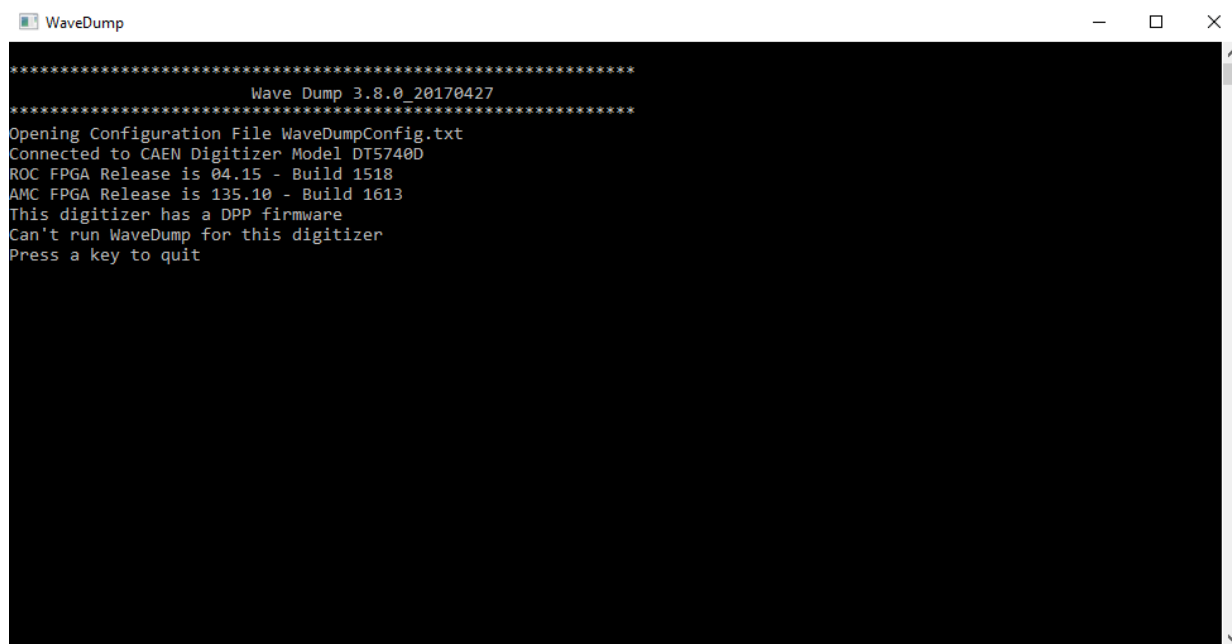 WaveDump
**************************************************************
Wave Dump 3.8.0_20170427
**************************************************************
Opening Configuration File WaveDumpConfig.txt
Connected to CAEN Digitizer Model DT5740D
ROC FPGA Release is 04.15 - Build 1518
AMC FPGA Release is 135.10 - Build 1613
This digitizer has a DPP firmware
Can't run WaveDump for this digitizer
Press a key to quit